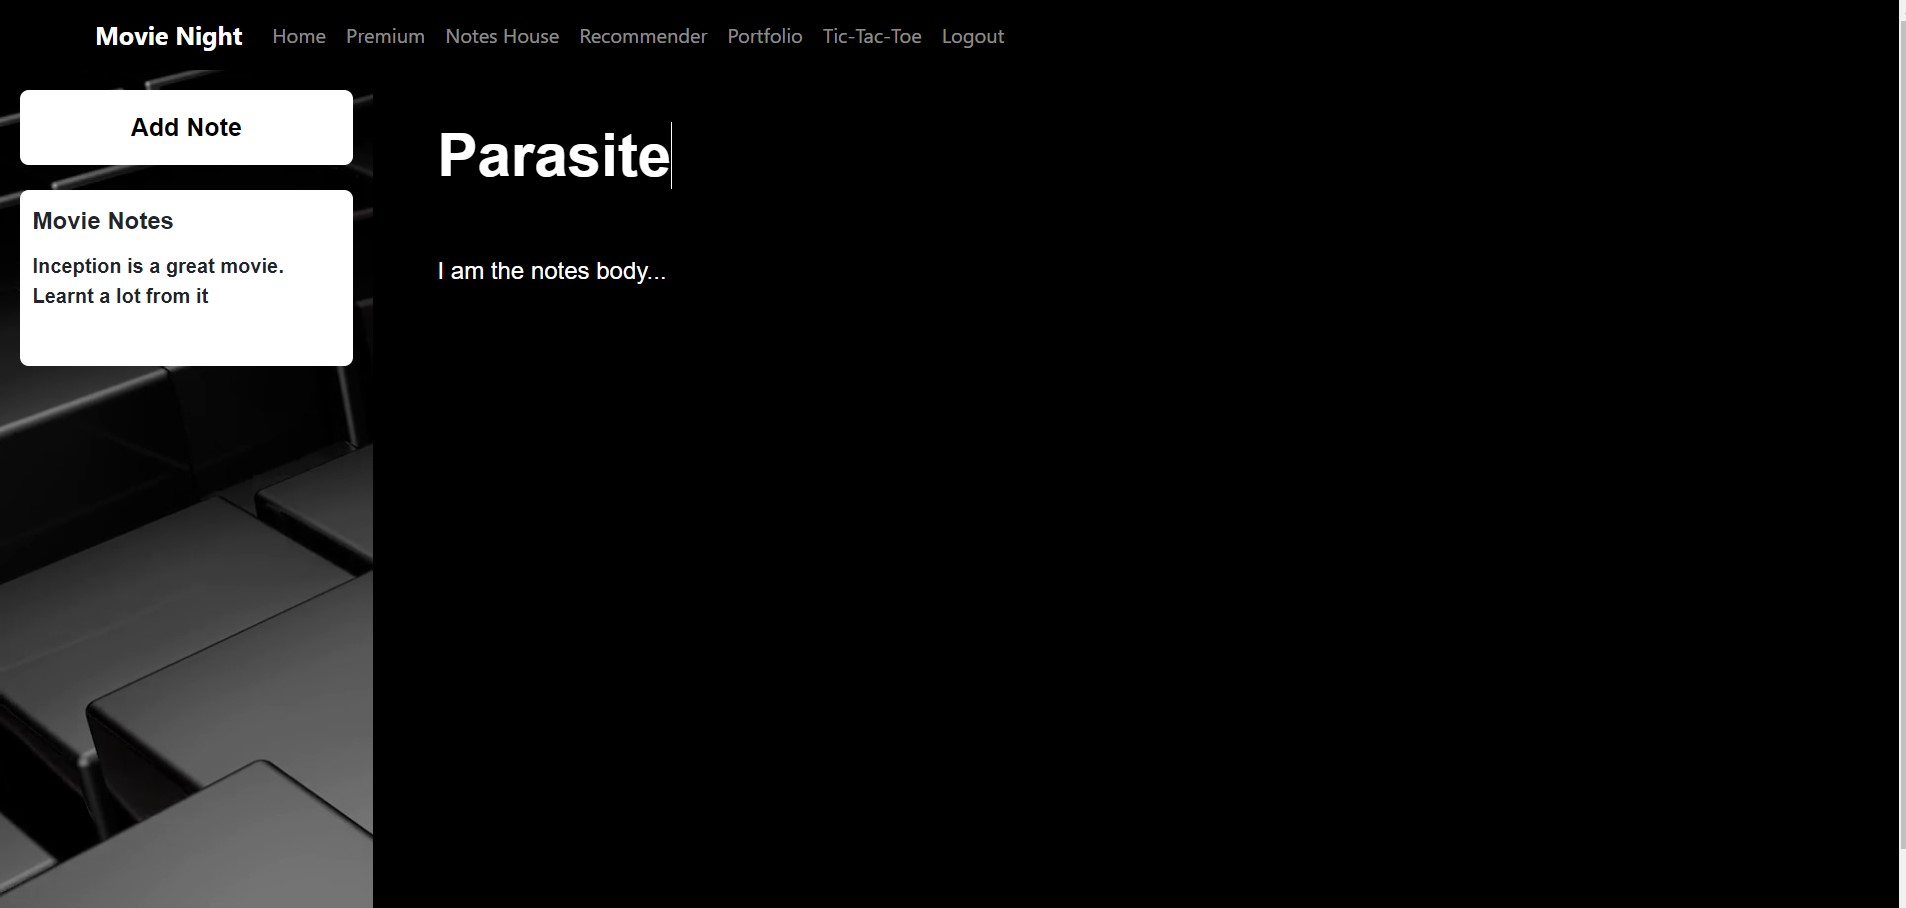 Movie Night Home Premium Notes House Recommender Portfolio Tic-Tac-Toe Logout
Add Note
Movie Notes
Inception is a great movie.
Learnt a lot from it
Parasite
I am the notes body...